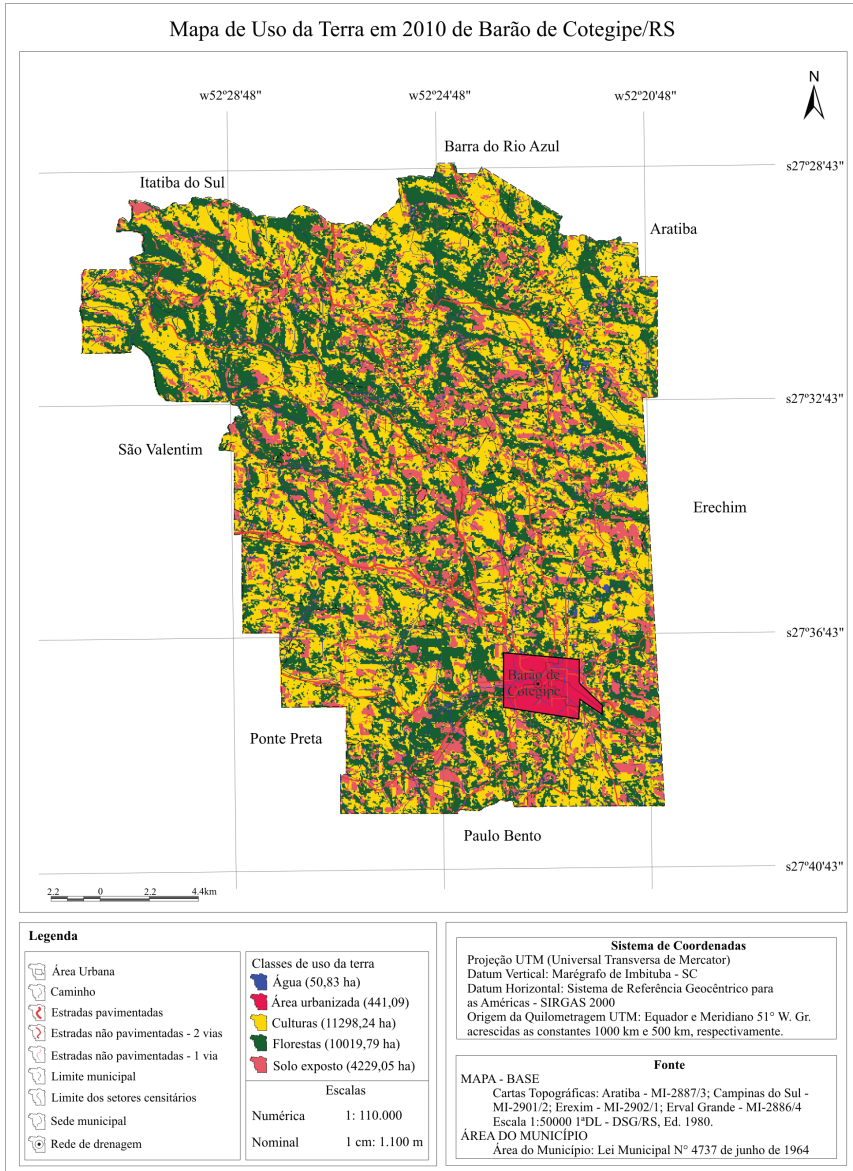 Mapa de Uso da Terra em 2010 de Barão de Cotegipe/RS
N
w52º28'48"
w52º24'48"
w52º20'48"
Barra do Rio Azul
s27º28'43"
Itatiba do Sul
Aratiba
s27º32'43"
São Valentim
Erechim
s27º36'43"
Barão de
Cotegipe
Ponte Preta
Paulo Bento
s27º40'43"
2.2 0 2.2 4.4km
Legenda
Área Urbana
Caminho
Estradas pavimentadas
Estradas não pavimentadas - 2 vias
Estradas não pavimentadas - 1 via
Limite municipal
Limite dos setores censitários
Sede municipal
Rede de drenagem
Classes de uso da terra
Água (50,83 ha)
Área urbanizada (441,09)
Culturas (11298,24 ha)
Florestas (10019,79 ha)
Solo exposto (4229,05 ha)
Escalas
Numérica 1: 110.000
Nominal 1 cm: 1.100 m
Sistema de Coordenadas
Projeção UTM (Universal Transversa de Mercator)
Datum Vertical: Marégrafo de Imbituba - SC
Datum Horizontal: Sistema de Referência Geocêntrico para
as Américas - SIRGAS 2000
Origem da Quilometragem UTM: Equador e Meridiano 51° W. Gr.
acrescidas as constantes 1000 km e 500 km, respectivamente.
Fonte
MAPA - BASE
Cartas Topográficas: Aratiba - MI-2887/3; Campinas do Sul -
MI-2901/2; Erexim - MI-2902/1; Erval Grande - MI-2886/4
Escala 1:50000 1ªDL - DSG/RS, Ed. 1980.
ÁREA DO MUNICÍPIO
Área do Município: Lei Municipal N° 4737 de junho de 1964